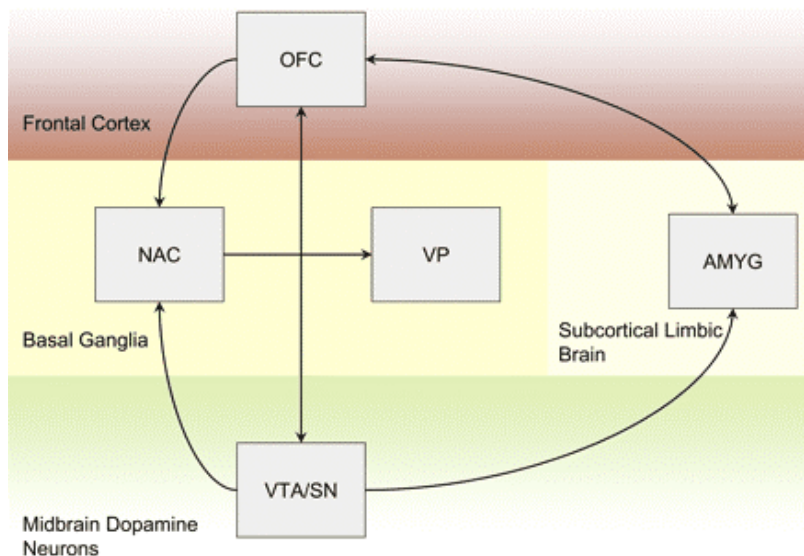 OFC
Frontal Cortex
NAC
VP
AMYG
Basal Ganglia
Subcortical Limbic
Brain
VTA/SN
Midbrain Dopamine
Neurons